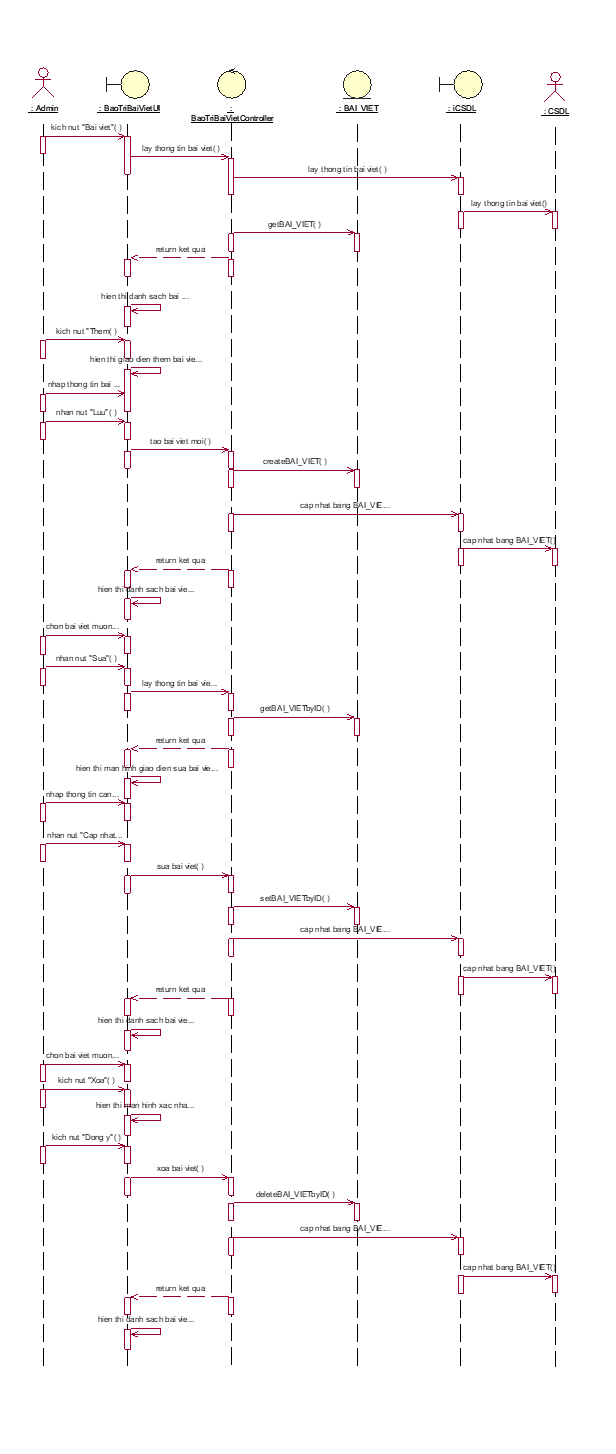 : Admin
: BaoTriBaiVietUI
:
BaoTriBaiVietController
: BAI_VIET
: iCSDL
: CSDL
kich nut "Bai viet"( )
lay thong tin bai viet( )
lay thong tin bai viet( )
lay thong tin bai viet()
getBAI_VIET( )
return ket qua
hien thi danh sach bai ...
kich nut "Them( )
hien thi giao dien them bai vie...
nhap thong tin bai ...
nhan nut "Luu"( )
tao bai viet moi( )
createBAI_VIET( )
cap nhat bang BAI_VIE...
cap nhat bang BAI_VIET()
return ket qua
hien thi danh sach bai vie...
chon bai viet muon...
nhan nut "Sua"( )
lay thong tin bai vie...
getBAI_VIETbyID( )
return ket qua
hien thi man hinh giao dien sua bai vie...
nhap thong tin can...
nhan nut "Cap nhat...
sua bai viet( )
setBAI_VIETbyID( )
cap nhat bang BAI_VIE...
cap nhat bang BAI_VIET()
return ket qua
hien thi danh sach bai vie...
chon bai viet muon...
kich nut "Xoa"( )
hien thi man hinh xac nha...
kich nut "Dong y"( )
xoa bai viet( )
deleteBAI_VIETbyID( )
cap nhat bang BAI_VIE...
cap nhat bang BAI_VIET()
return ket qua
hien thi danh sach bai vie...